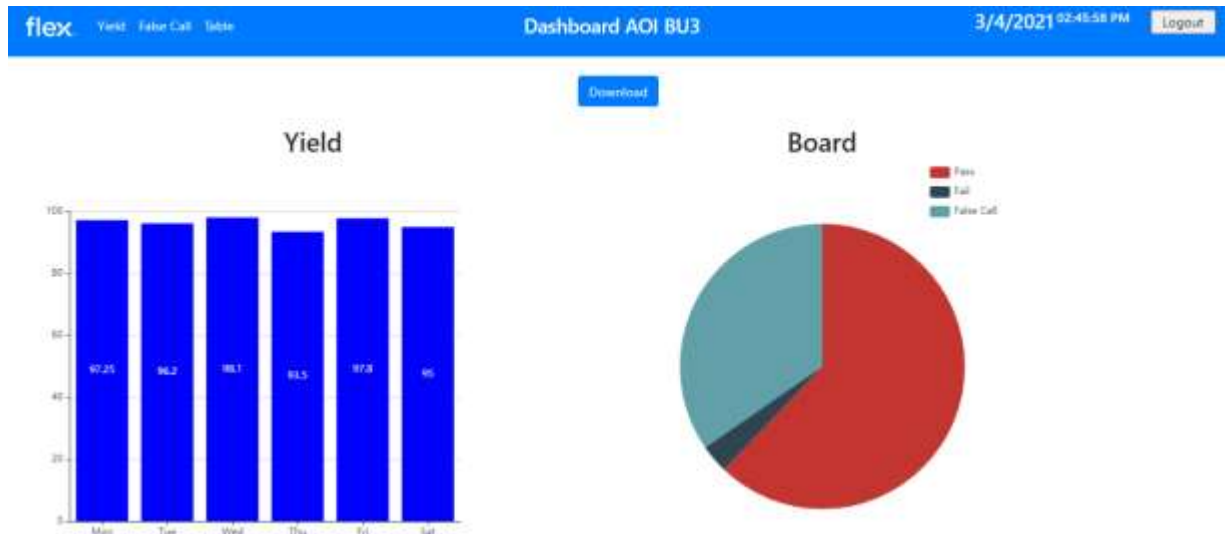 flex Yield False Call Table Dashboard AOI BU3 3/4/2021 02:45:58 PM Logout
Download
Yield Board
Pass
Fail
False Call
100
80
60
97.25 96.2 98.1 93.5 97.8 95
40
20
0
Mon Tue Wed Thu Fri Sat